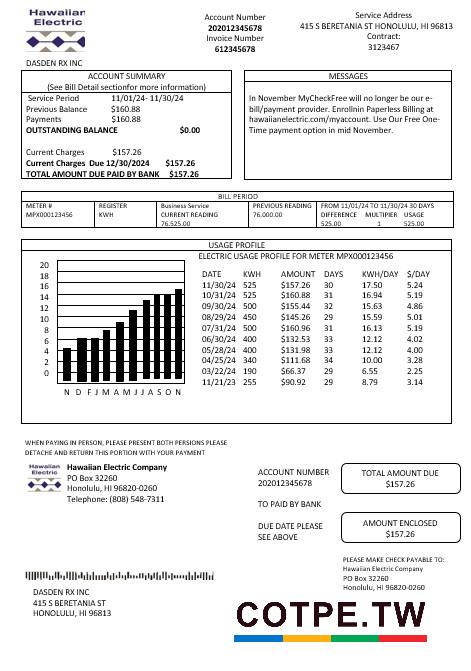 Hawaiian
Electric
Account Number
202012345678
Invoice Number
612345678
Service Address
415 S BERETANIA ST HONOLULU, HI 96813
Contract:
3123467
DASDEN RX INC
ACCOUNT SUMMARY
(See Bill Detail sectionfor more information)
Service Period 11/01/24- 11/30/24
Previous Balance $160.88
Payments $160.88
OUTSTANDING BALANCE $0.00
Current Charges $157.26
Current Charges Due 12/30/2024 $157.26
TOTAL AMOUNT DUE PAID BY BANK $157.26
MESSAGES
In November MyCheckFree will no longer be our e-
bill/payment provider. Enrollnin Paperless Billing at
hawaiianelectric.com/myaccount. Use Our Free One-
Time payment option in mid November.
BILL PERIOD
METER # REGISTER Business Service PREVIOUS READING FROM 11/01/24 TO 11/30/24 30 DAYS
MPX000123456 KWH CURRENT READING 76.000.00 DIFFERENCE MULTIPLIER USAGE
76.525.00 525.00 1 525.00
USAGE PROFILE
ELECTRIC USAGE PROFILE FOR METER MPX000123456
20
18
16
14
12
10
8
6
4
2
0
N D F J M A M J J A S O N
DATE KWH AMOUNT DAYS KWH/DAY $/DAY
11/30/24 525 $157.26 30 17.50 5.24
10/31/24 525 $160.88 31 16.94 5.19
09/30/24 500 $155.44 32 15.63 4.86
08/29/24 450 $145.26 29 15.59 5.01
07/31/24 500 $160.96 31 16.13 5.19
06/30/24 400 $132.53 33 12.12 4.02
05/28/24 400 $131.98 33 12.12 4.00
04/25/24 340 $111.68 34 10.00 3.28
03/22/24 190 $66.37 29 6.55 2.25
11/21/23 255 $90.92 29 8.79 3.14
WHEN PAYING IN PERSON, PLEASE PRESENT BOTH PERSIONS PLEASE
DETACHE AND RETURN THIS PORTION WITH YOUR PAYMENT
Hawaiian
Electric
Hawaiian Electric Company
PO Box 32260
Honolulu, HI 96820-0260
Telephone: (808) 548-7311
ACCOUNT NUMBER
202012345678
TO PAID BY BANK
DUE DATE PLEASE
SEE ABOVE
TOTAL AMOUNT DUE
$157.26
AMOUNT ENCLOSED
$157.26
PLEASE MAKE CHECK PAYABLE TO:
Hawaiian Electric Company
PO Box 32260
Honolulu, HI 96820-0260
DASDEN RX INC
415 S BERETANIA ST
HONOLULU, HI 96813
COTPE.TW